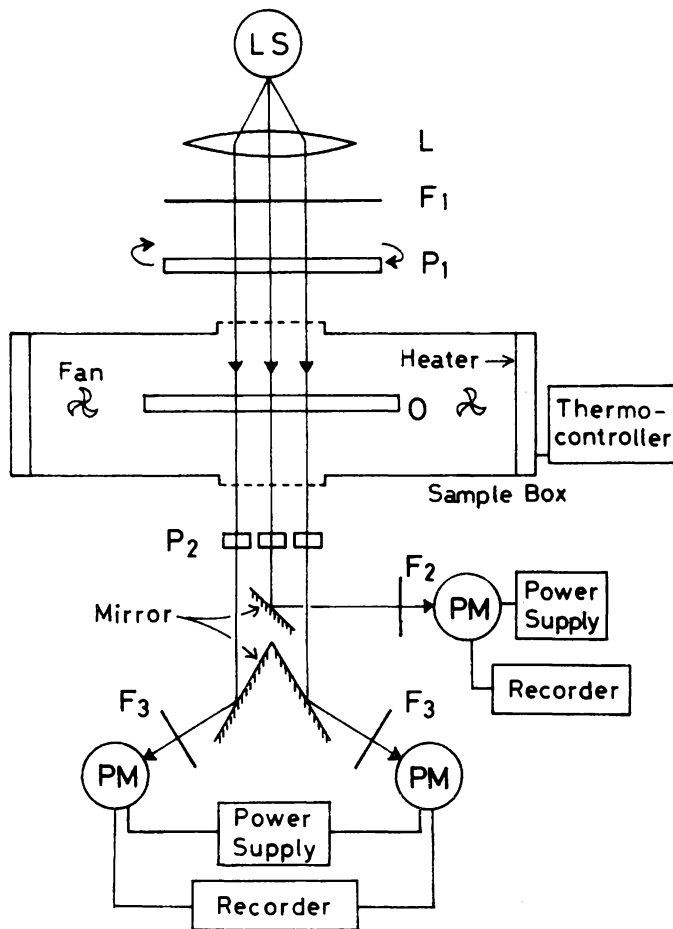 LS
L
F1
P1
Fan
Heater
O
Thermo-
controller
Sample Box
P2
F2
Mirror
PM
Power
Supply
Recorder
F3
F3
PM
PM
Power
Supply
Recorder